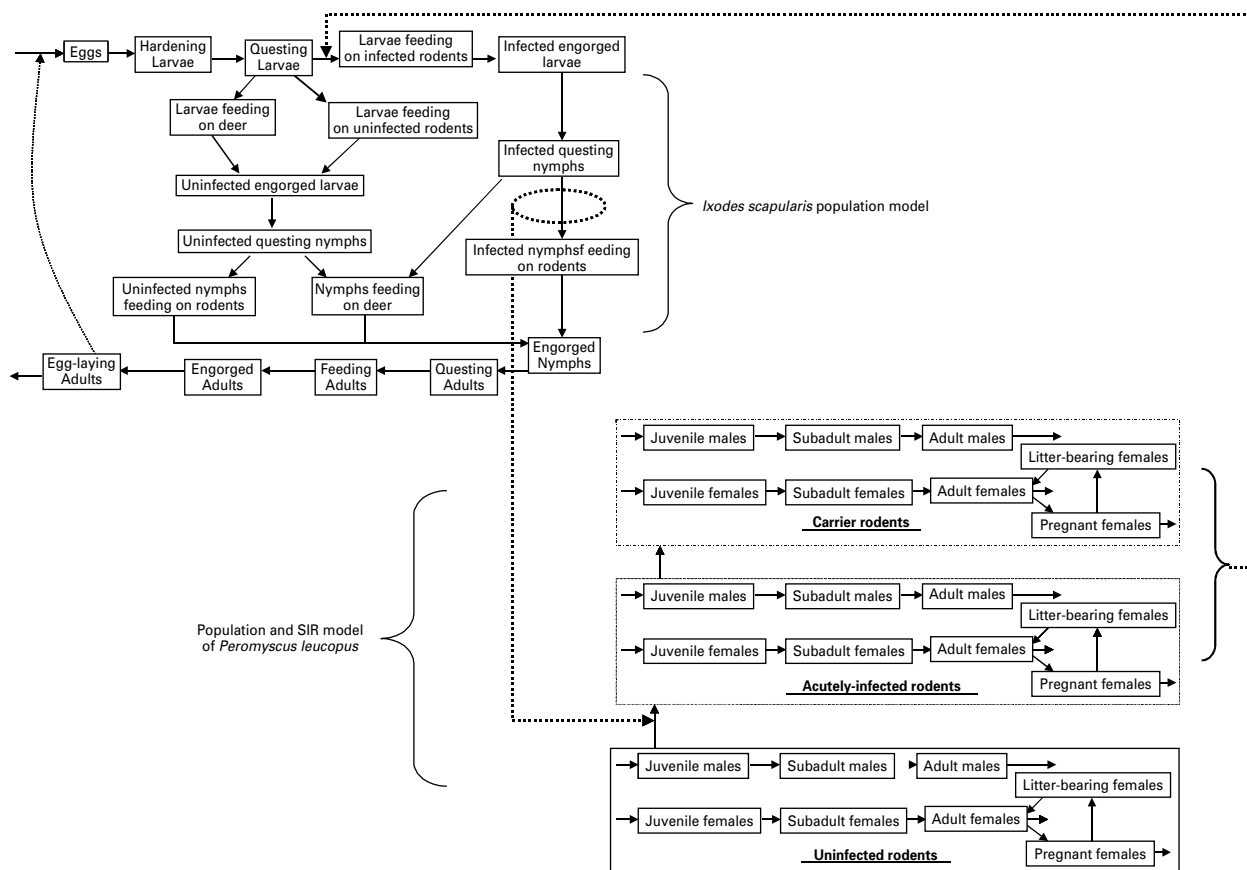 Eggs
Hardening
Larvae
Questing
Larvae
Larvae feeding
on infected rodents
Infected engorged
larvae
Larvae feeding
on deer
Larvae feeding
on uninfected rodents
Infected questing
nymphs
Uninfected engorged larvae
Ixodes scapularis population model
Uninfected questing nymphs
Infected nymphsf eeding
on rodents
Uninfected nymphs
feeding on rodents
Nymphs feeding
on deer
Engorged
Nymphs
Egg-laying
Adults
Engorged
Adults
Feeding
Adults
Questing
Adults
Juvenile males
Subadult males
Adult males
Litter-bearing females
Juvenile females
Subadult females
Adult females
Carrier rodents
Pregnant females
Juvenile males
Subadult males
Adult males
Litter-bearing females
Population and SIR model
of Peromyscus leucopus
Juvenile females
Subadult females
Adult females
Acutely-infected rodents
Pregnant females
Juvenile males
Subadult males
Adult males
Litter-bearing females
Juvenile females
Subadult females
Adult females
Uninfected rodents
Pregnant females